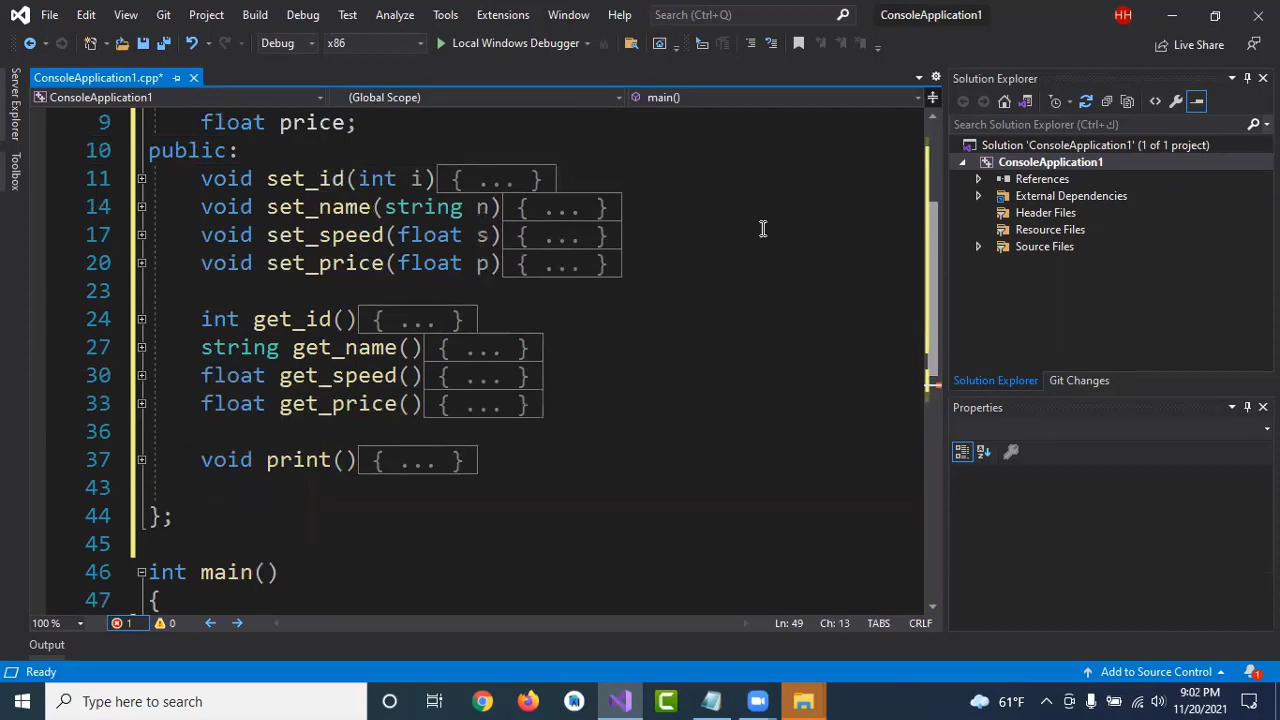 File Edit View Git Project Build Debug Test Analyze Tools Extensions Window Help Search (Ctrl+Q) ConsoleApplication1 HH
Debug x86 Local Windows Debugger Live Share
Server Explorer
Toolbox
ConsoleApplication1.cpp*
ConsoleApplication1 (Global Scope) main()
9 float price;
10 public:
11 void set_id(int i){ ... }
14 void set_name(string n){ ... }
17 void set_speed(float s){ ... }
20 void set_price(float p){ ... }
23
24 int get_id(){ ... }
27 string get_name(){ ... }
30 float get_speed(){ ... }
33 float get_price(){ ... }
36
37 void print(){ ... }
43
44 };
45
46 int main()
47 {
100 % 1 0 Ln: 49 Ch: 13 TABS CRLF
Output
Solution Explorer
Search Solution Explorer (Ctrl+ك)
Solution 'ConsoleApplication1' (1 of 1 project)
ConsoleApplication1
References
External Dependencies
Header Files
Resource Files
Source Files
Solution Explorer Git Changes
Properties
Ready Add to Source Control 1
Type here to search 61°F 9:02 PM
11/20/2021